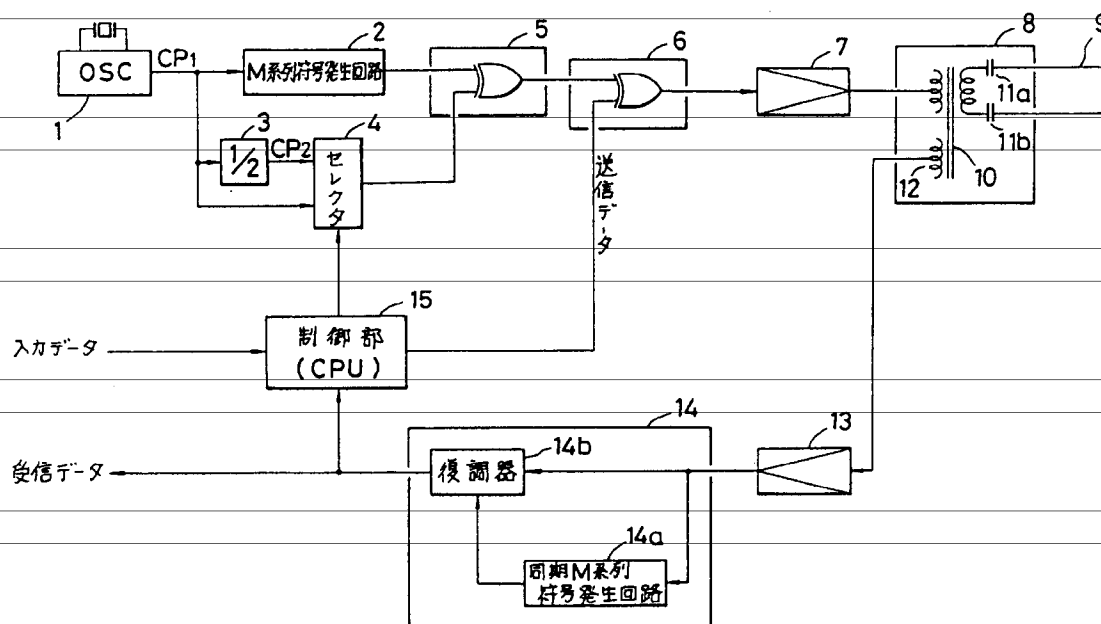 OSC
1
CP1
M系列符号発生回路
2
3
1/2
CP2
4
セレクタ
5
6
7
8
9
11a
11b
10
12
送信データ
15
制御部
(CPU)
入力データ
受信データ
14
14b
復調器
14a
同期M系列
符号発生回路
13